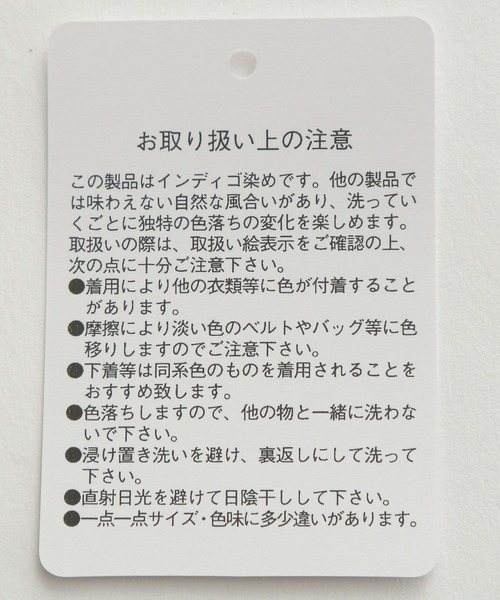 お取り扱い上の注意
この製品はインディゴ染めです。他の製品で
は味わえない自然な風合いがあり、洗ってい
くごとに独特の色落ちの変化を楽しめます。
取扱いの際は、取扱い絵表示をご確認の上、
次の点に十分ご注意下さい。
●着用により他の衣類等に色が付着すること
があります。
●摩擦により淡い色のベルトやバッグ等に色
移りしますのでご注意下さい。
●下着等は同系色のものを着用されることを
おすすめ致します。
●色落ちしますので、他の物と一緒に洗わな
いで下さい。
●浸け置き洗いを避け、裏返しにして洗って
下さい。
●直射日光を避けて日陰干しして下さい。
●一点一点サイズ・色味に多少違いがあります。